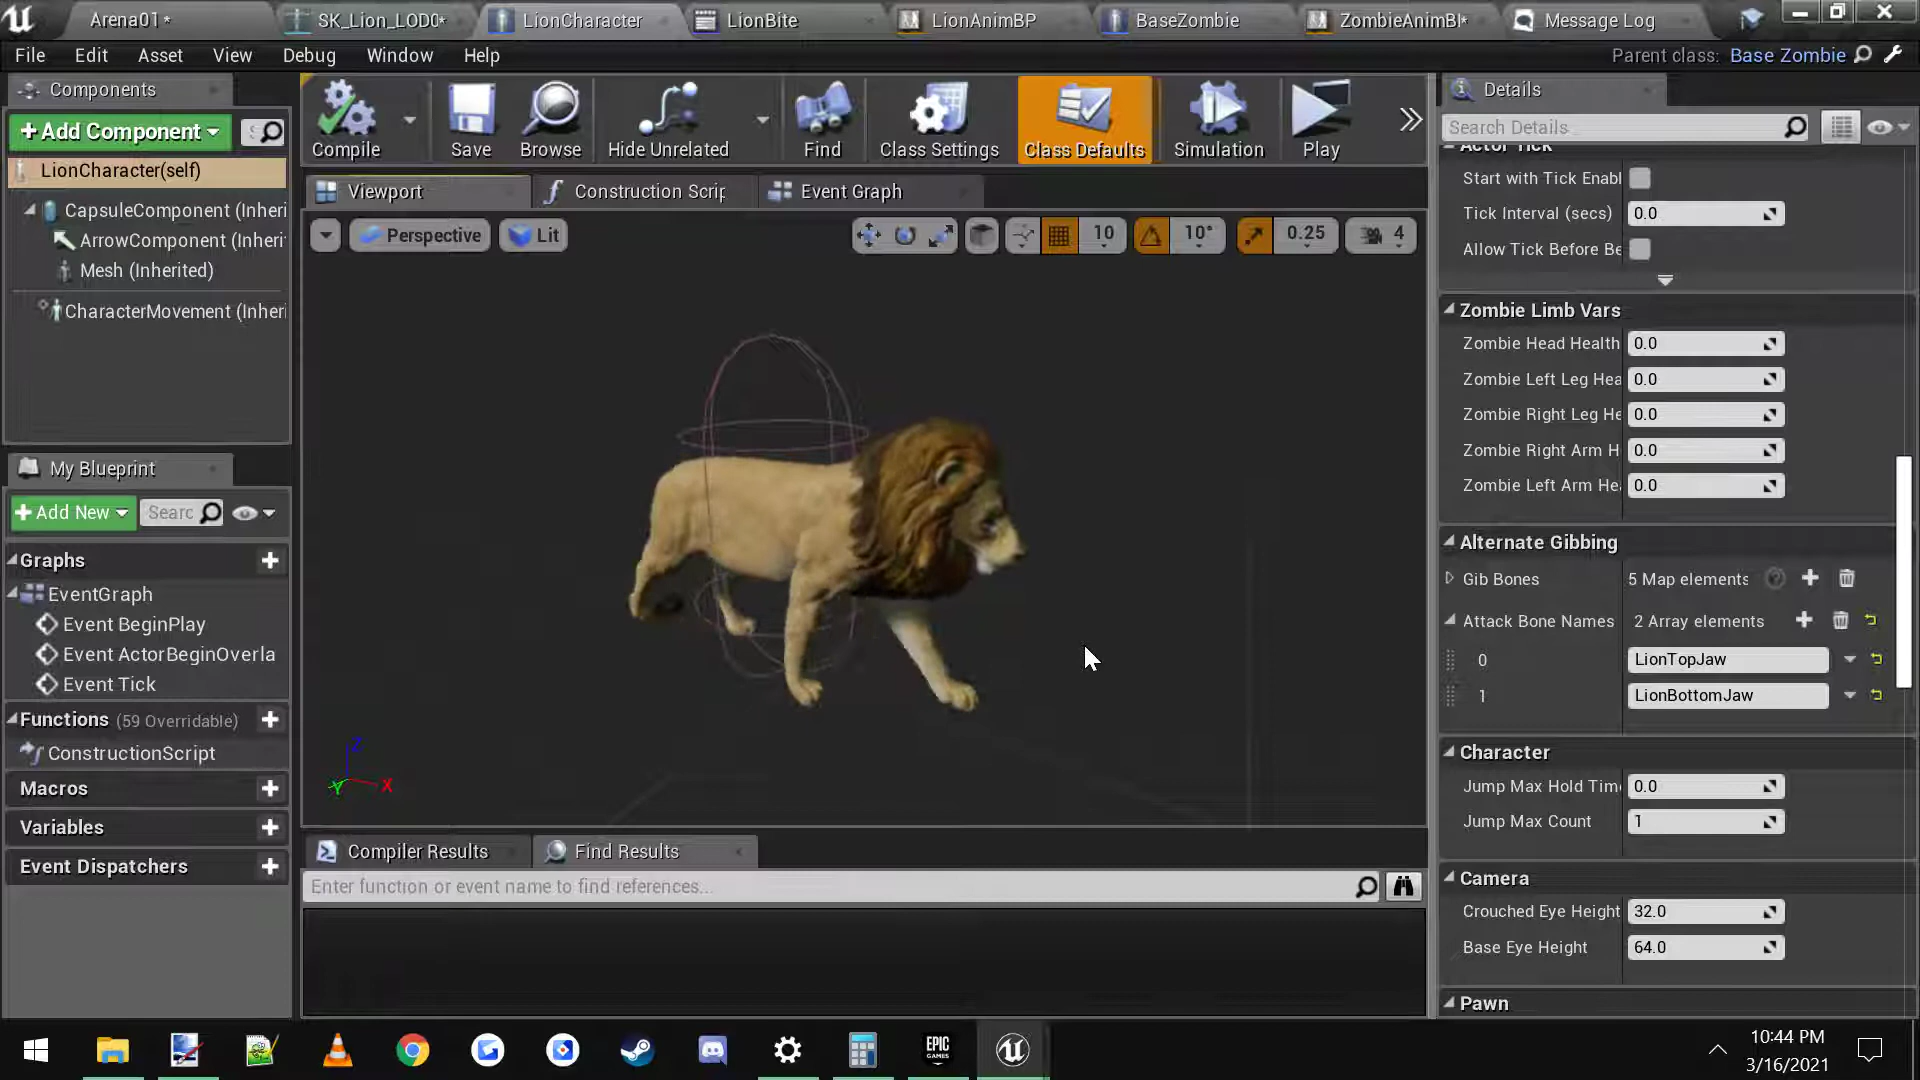 Arena01*
SK_Lion_LOD0*
LionCharacter
LionBite
LionAnimBP
BaseZombie
ZombieAnimBP*
Message Log
File
Edit
Asset
View
Debug
Window
Help
Parent class: Base Zombie
Components
+Add Component
LionCharacter(self)
CapsuleComponent (Inheri
ArrowComponent (Inheri
Mesh (Inherited)
CharacterMovement (Inheri
My Blueprint
+Add New
Searc
Graphs
EventGraph
Event BeginPlay
Event ActorBeginOverla
Event Tick
Functions (59 Overridable)
ConstructionScript
Macros
Variables
Event Dispatchers
Compile
Save
Browse
Hide Unrelated
Find
Class Settings
Class Defaults
Simulation
Play
Viewport
Construction Scrip
Event Graph
Perspective
Lit
10
10°
0.25
4
Z
Y
X
Compiler Results
Find Results
Enter function or event name to find references...
Details
Search Details
Actor Tick
Start with Tick Enabl
Tick Interval (secs) 0.0
Allow Tick Before Be
Zombie Limb Vars
Zombie Head Health 0.0
Zombie Left Leg Hea 0.0
Zombie Right Leg He 0.0
Zombie Right Arm H 0.0
Zombie Left Arm Hea 0.0
Alternate Gibbing
Gib Bones 5 Map elements
Attack Bone Names 2 Array elements
0 LionTopJaw
1 LionBottomJaw
Character
Jump Max Hold Time 0.0
Jump Max Count 1
Camera
Crouched Eye Height 32.0
Base Eye Height 64.0
Pawn
EPIC
GAMES
10:44 PM
3/16/2021